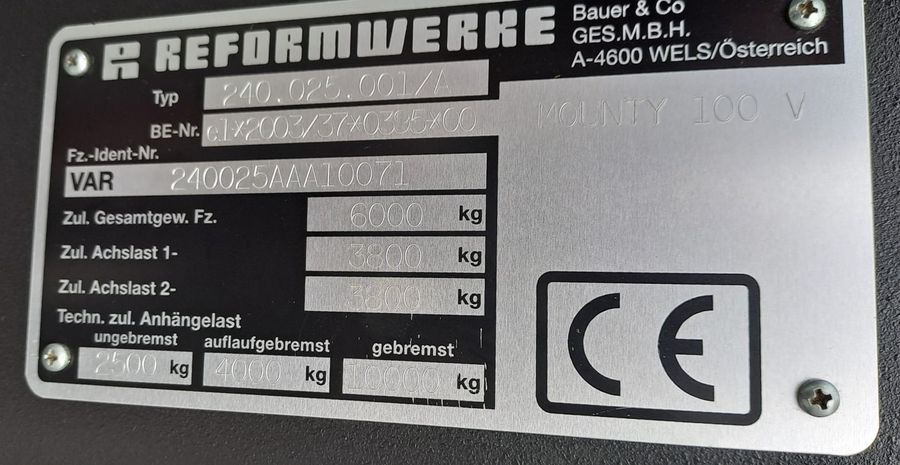 REFORMWERKE
Bauer & Co
GES.M.B.H.
A-4600 WELS/Österreich
Typ 240.025.001/A
MOUNTY 100 V
BE-Nr. e1*2003/37*0395*00
Fz.-Ident-Nr.
VAR 240025AAA10071
Zul. Gesamtgew. Fz. 6000 kg
Zul. Achslast 1- 3800 kg
Zul. Achslast 2- 3800 kg
Techn. zul. Anhängelast
ungebremst auflaufgebremst gebremst
2500 kg 4000 kg 10000 kg
CE